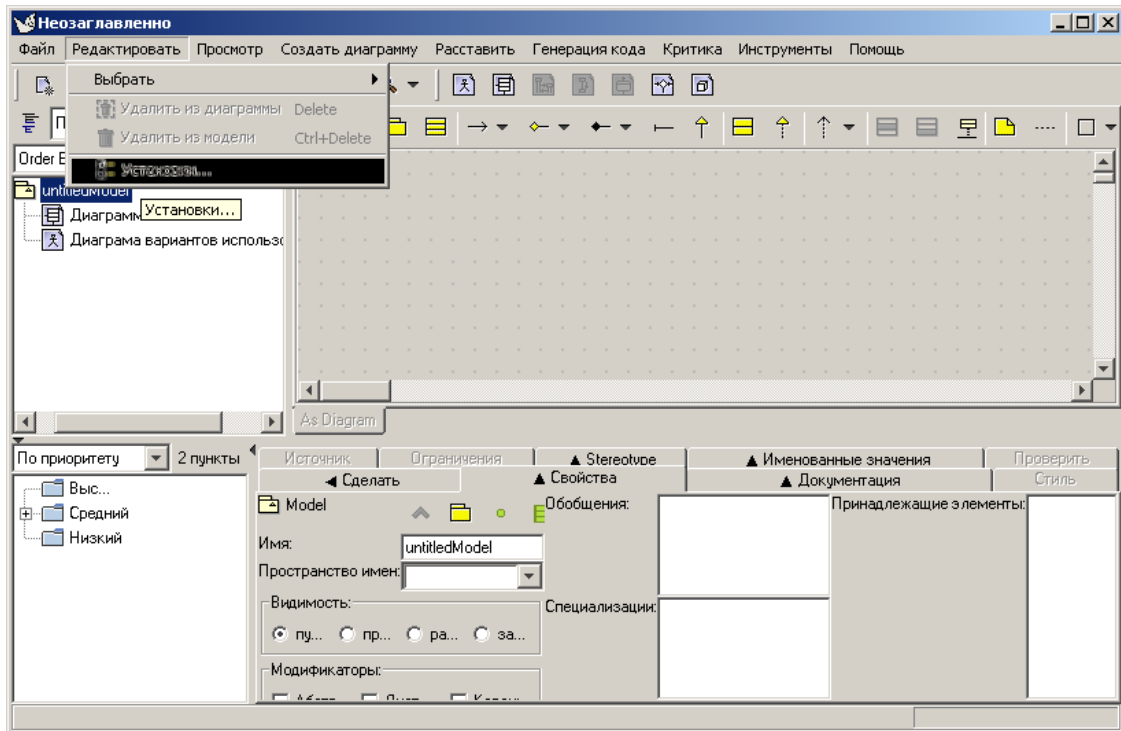 Неозаглавленно
Файл Редактировать Просмотр Создать диаграмму Расставить Генерация кода Критика Инструменты Помощь
Выбрать
Удалить из диаграммы Delete
П
Удалить из модели Ctrl+Delete
Order E
Установки...
untitledModel
Установки...
Диаграмм
Диаграма вариантов использо
As Diagram
По приоритету 2 пункты
Источник Ограничения Stereotype Именованные значения Проверить
Сделать Свойства Документация Стиль
Выс...
Средний
Низкий
Model Обобщения: Принадлежащие элементы:
Имя: untitledModel
Пространство имен:
Видимость: Специализации:
пу... пр... ра... за...
Модификаторы: